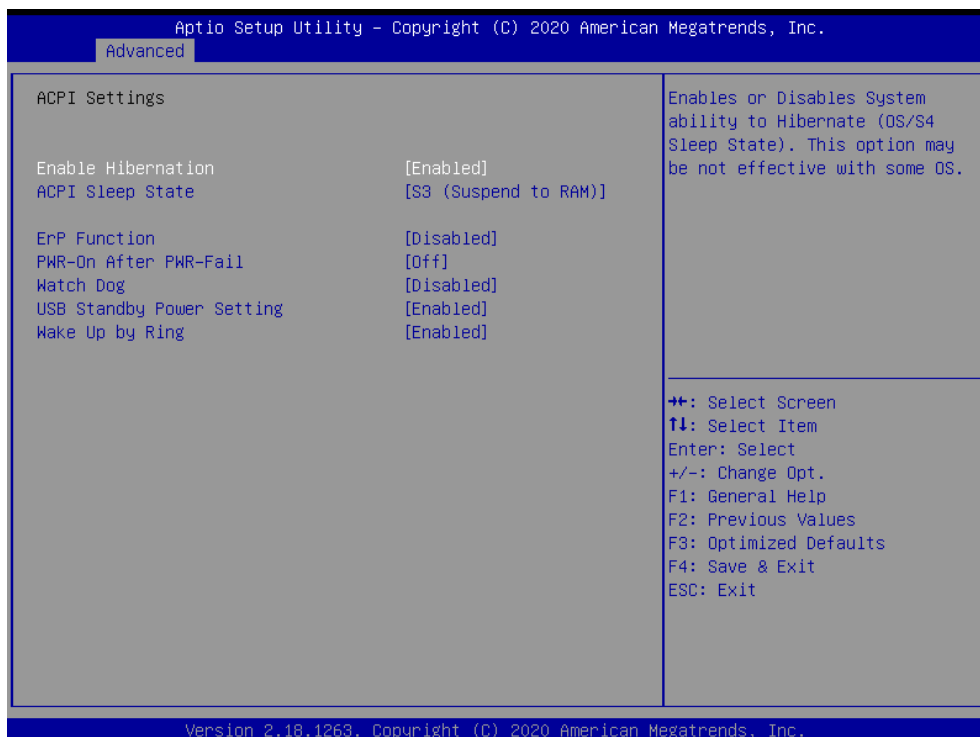 Aptio Setup Utility – Copyright (C) 2020 American Megatrends, Inc.
Advanced
ACPI Settings
Enable Hibernation [Enabled]
ACPI Sleep State [S3 (Suspend to RAM)]
ErP Function [Disabled]
PWR-On After PWR-Fail [Off]
Watch Dog [Disabled]
USB Standby Power Setting [Enabled]
Wake Up by Ring [Enabled]
Enables or Disables System
ability to Hibernate (OS/S4
Sleep State). This option may
be not effective with some OS.
→←: Select Screen
↑↓: Select Item
Enter: Select
+/-: Change Opt.
F1: General Help
F2: Previous Values
F3: Optimized Defaults
F4: Save & Exit
ESC: Exit
Version 2.18.1263. Copyright (C) 2020 American Megatrends, Inc.